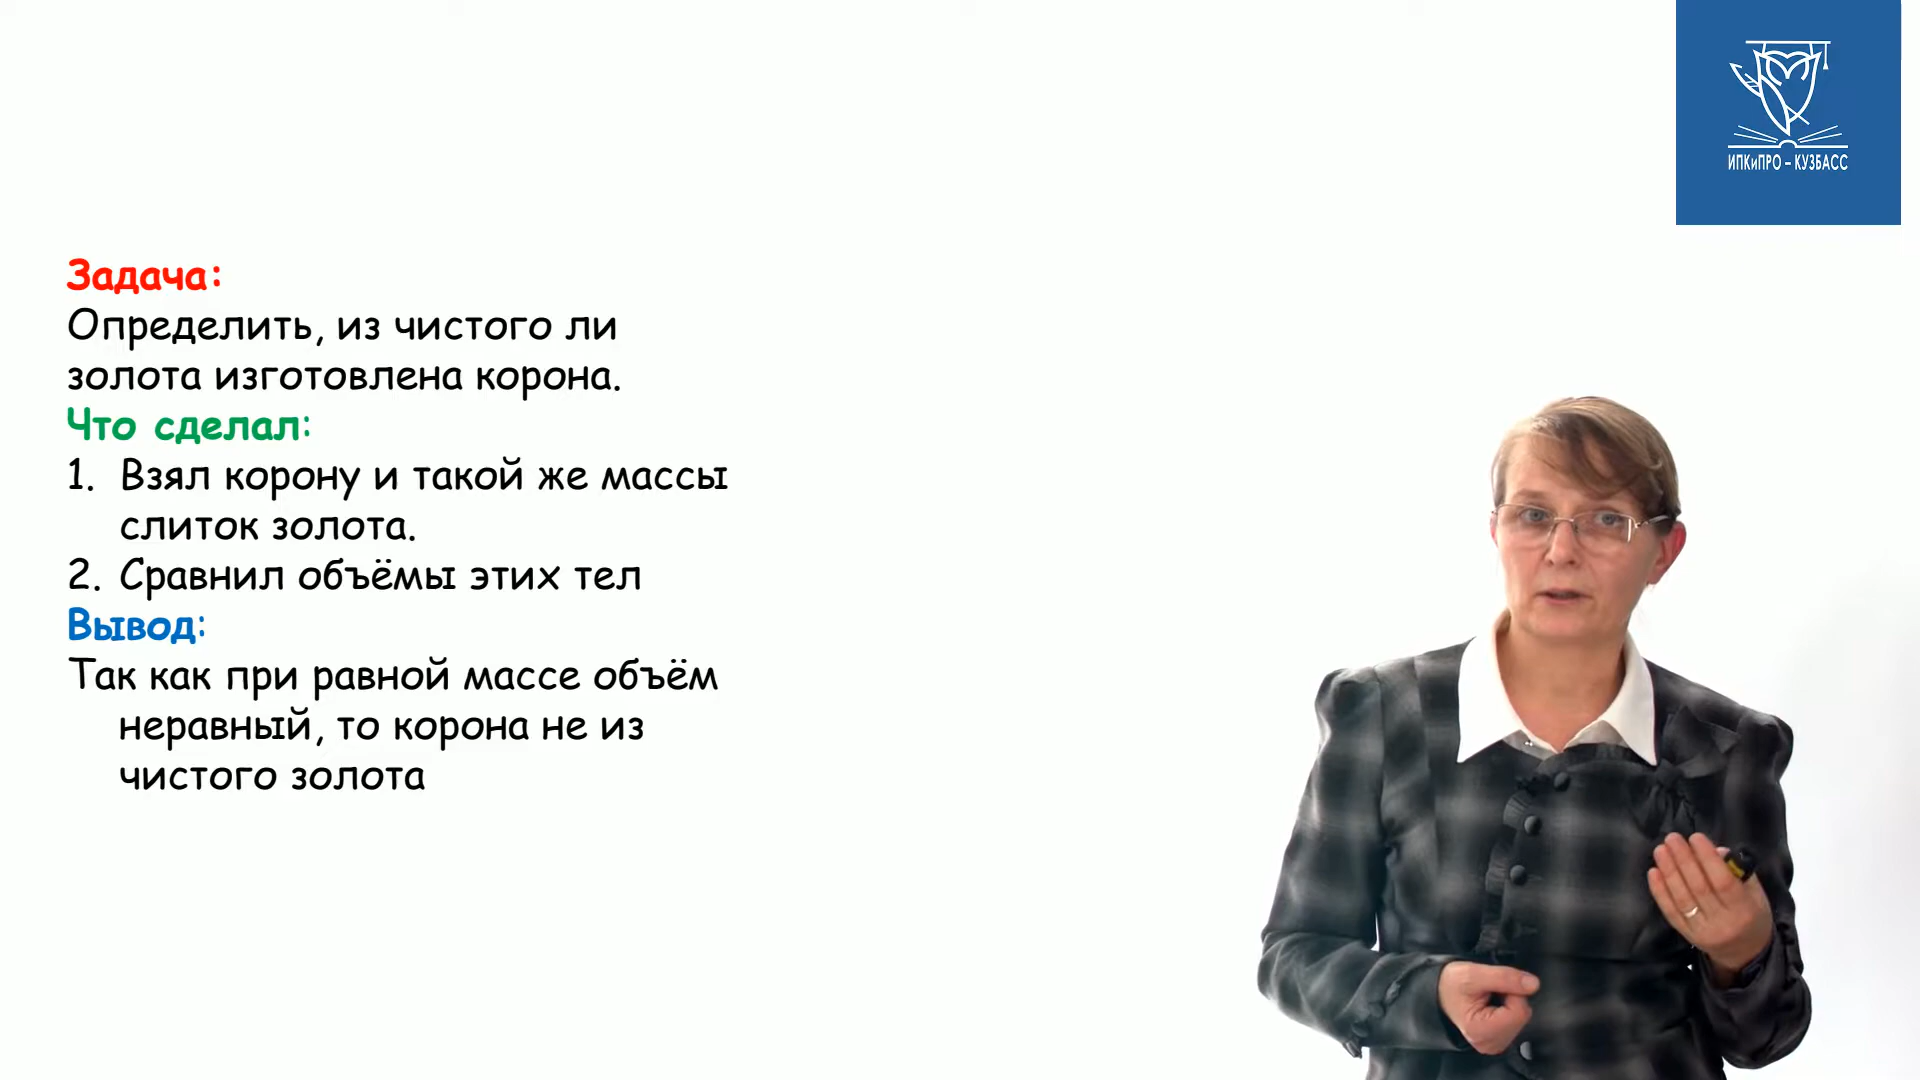 ИПКиПРО – КУЗБАСС
Задача:
Определить, из чистого ли
золота изготовлена корона.
Что сделал:
1. Взял корону и такой же массы
слиток золота.
2. Сравнил объёмы этих тел
Вывод:
Так как при равной массе объём
неравный, то корона не из
чистого золота